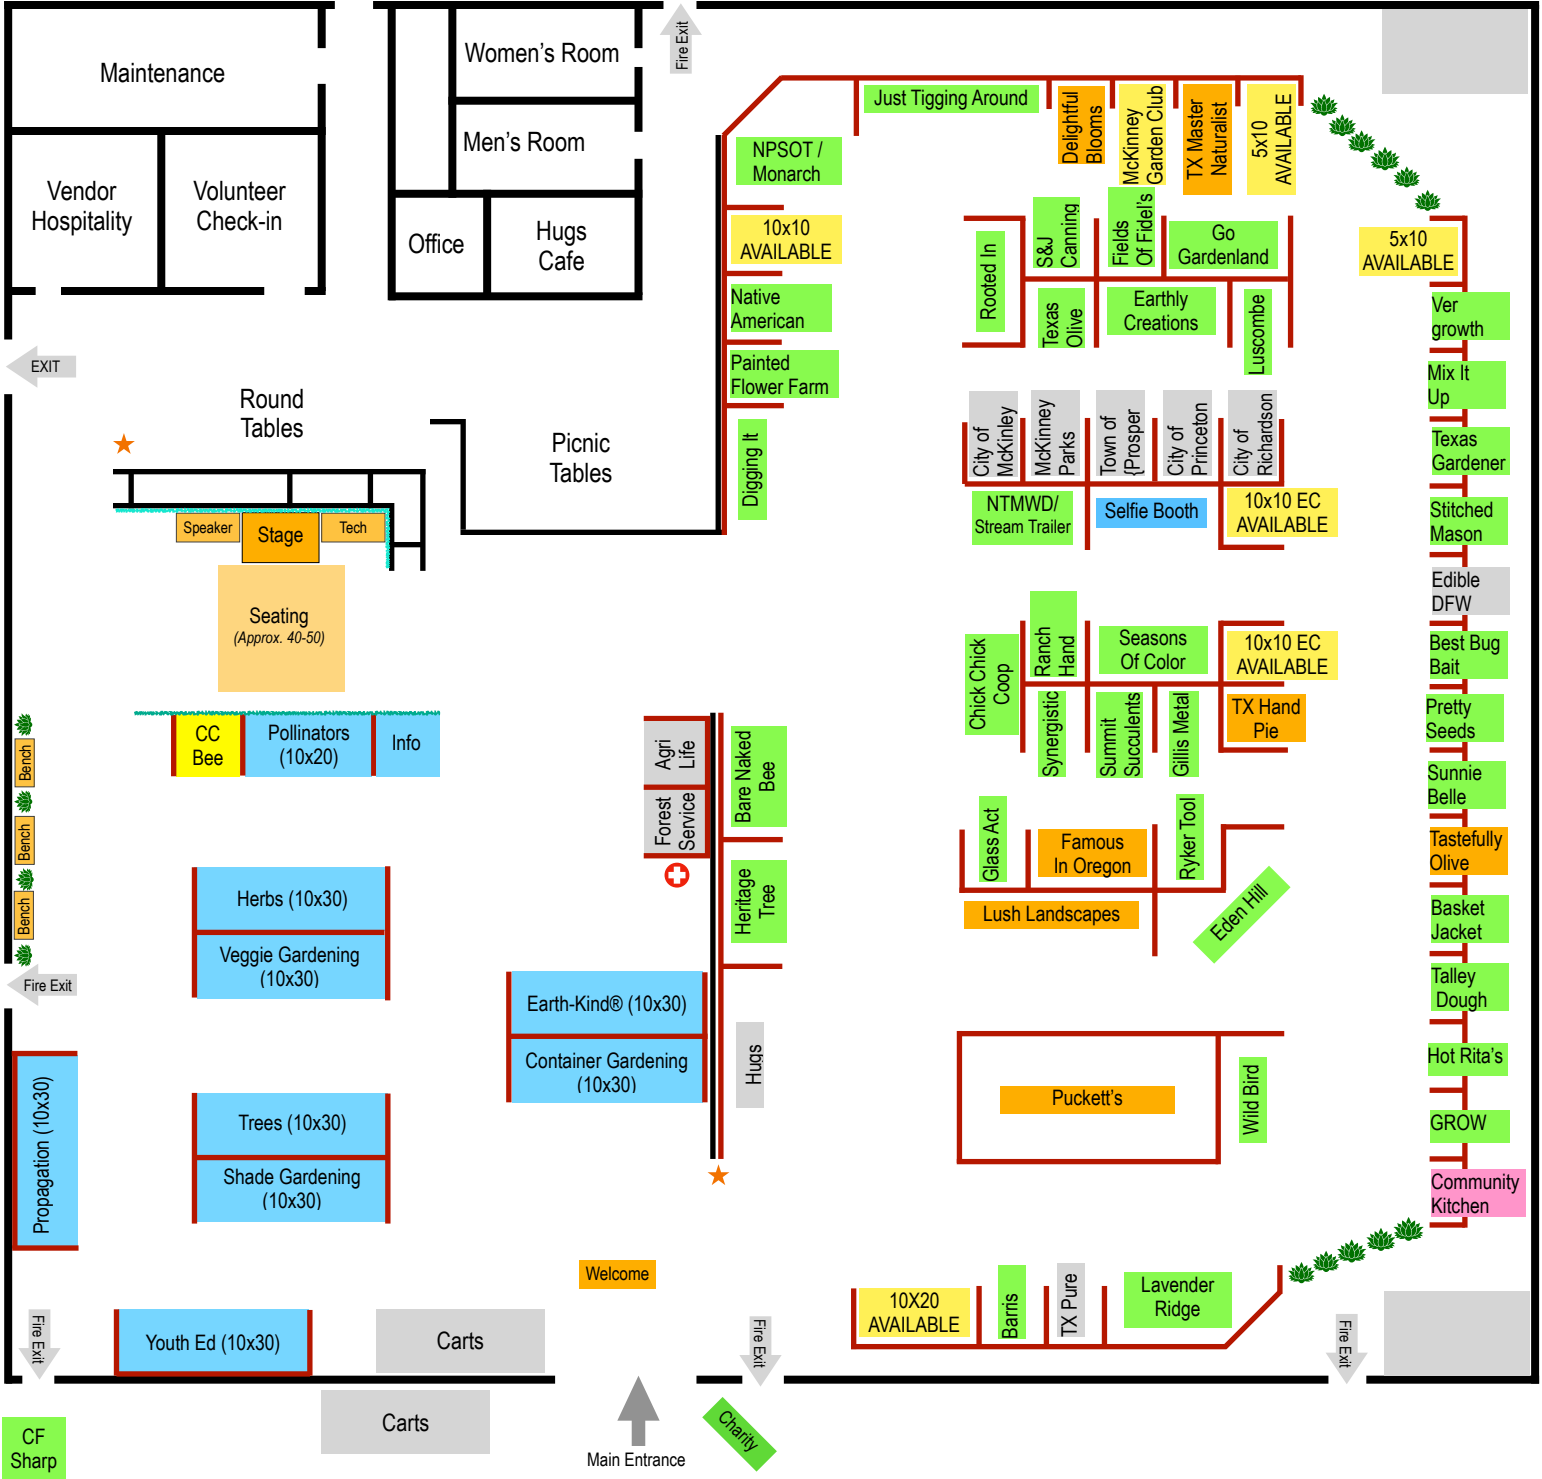 Maintenance
Women's Room
Fire Exit
Men's Room
Vendor
Hospitality
Volunteer
Check-in
Office
Hugs
Cafe
Just Tigging Around
Delightful
Blooms
McKinney
Garden Club
TX Master
Naturalist
5x10
AVAILABLE
NPSOT /
Monarch
10x10
AVAILABLE
Native
American
Painted
Flower Farm
Digging It
Rooted In
S&J
Canning
Fields
Of Fidel's
Go
Gardenland
Texas
Olive
Earthly
Creations
Luscombe
5x10
AVAILABLE
Ver
growth
Mix It
Up
Texas
Gardener
Stitched
Mason
Edible
DFW
Best Bug
Bait
Pretty
Seeds
Sunnie
Belle
Tastefully
Olive
Basket
Jacket
Talley
Dough
Hot Rita's
GROW
Community
Kitchen
EXIT
Round
Tables
Picnic
Tables
City of
McKinley
McKinney
Parks
Town of
{Prosper
City of
Princeton
City of
Richardson
NTMWD/
Stream Trailer
Selfie Booth
10x10 EC
AVAILABLE
Speaker
Stage
Tech
Seating
(Approx. 40-50)
Chick Chick
Coop
Ranch
Hand
Seasons
Of Color
10x10 EC
AVAILABLE
Synergistic
Summit
Succulents
Gillis Metal
TX Hand
Pie
CC
Bee
Pollinators
(10x20)
Info
Bench
Bench
Bench
Agri
Life
Forest
Service
Bare Naked
Bee
Heritage
Tree
Glass Act
Famous
In Oregon
Ryker Tool
Lush Landscapes
Eden Hill
Herbs (10x30)
Veggie Gardening
(10x30)
Fire Exit
Earth-Kind® (10x30)
Container Gardening
(10x30)
Hugs
Puckett's
Wild Bird
Propagation (10x30)
Trees (10x30)
Shade Gardening
(10x30)
Welcome
10X20
AVAILABLE
Barris
TX Pure
Lavender
Ridge
Fire Exit
Youth Ed (10x30)
Carts
Fire Exit
Fire Exit
Carts
Main Entrance
Charity
CF
Sharp